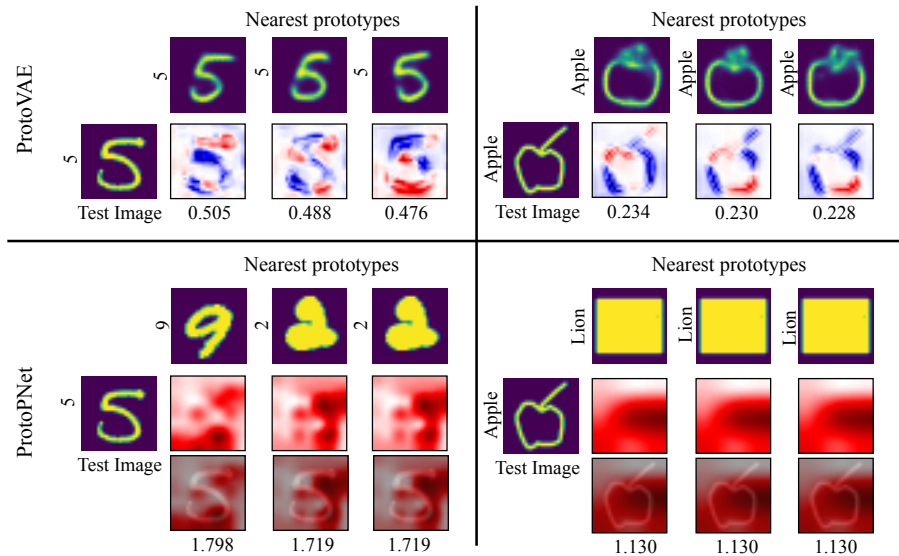 ProtoVAE
Nearest prototypes
5
5
5
5
Test Image
0.505
0.488
0.476
Nearest prototypes
Apple
Apple
Apple
Apple
Test Image
0.234
0.230
0.228
ProtoPNet
Nearest prototypes
9
2
2
5
Test Image
1.798
1.719
1.719
Nearest prototypes
Lion
Lion
Lion
Apple
Test Image
1.130
1.130
1.130